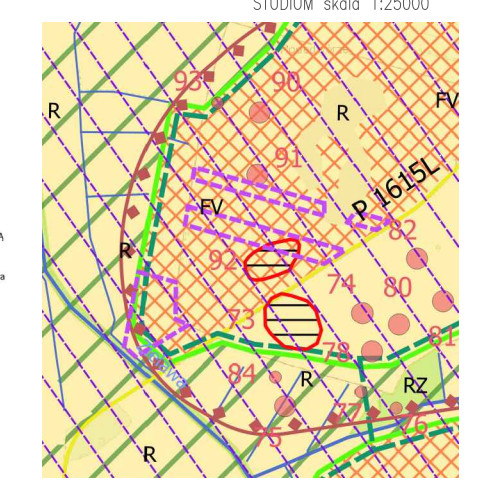 STUDIUM skala 1:25000
93
90
R
R
FV
91
P 1615L
A
FV
82
R
92
a
74
80
73
81
78
84
R
RZ
77
76
75
R